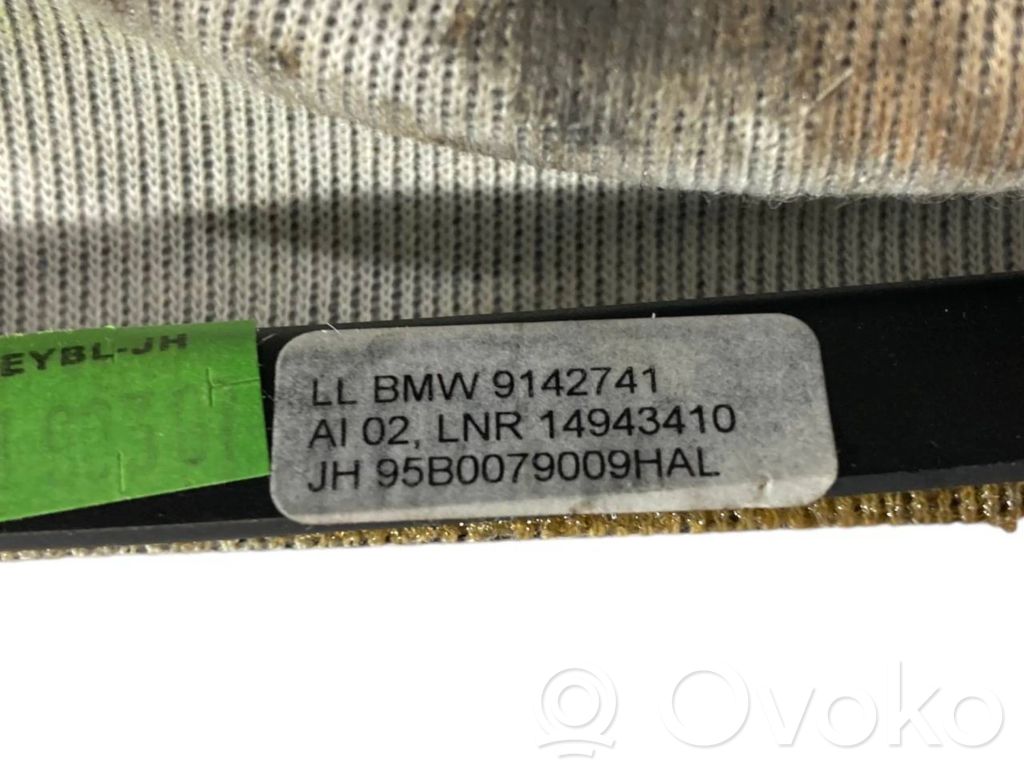 EYBL-JH
LL BMW 9142741
AI 02, LNR 14943410
JH 95B0079009HAL
Ovoko